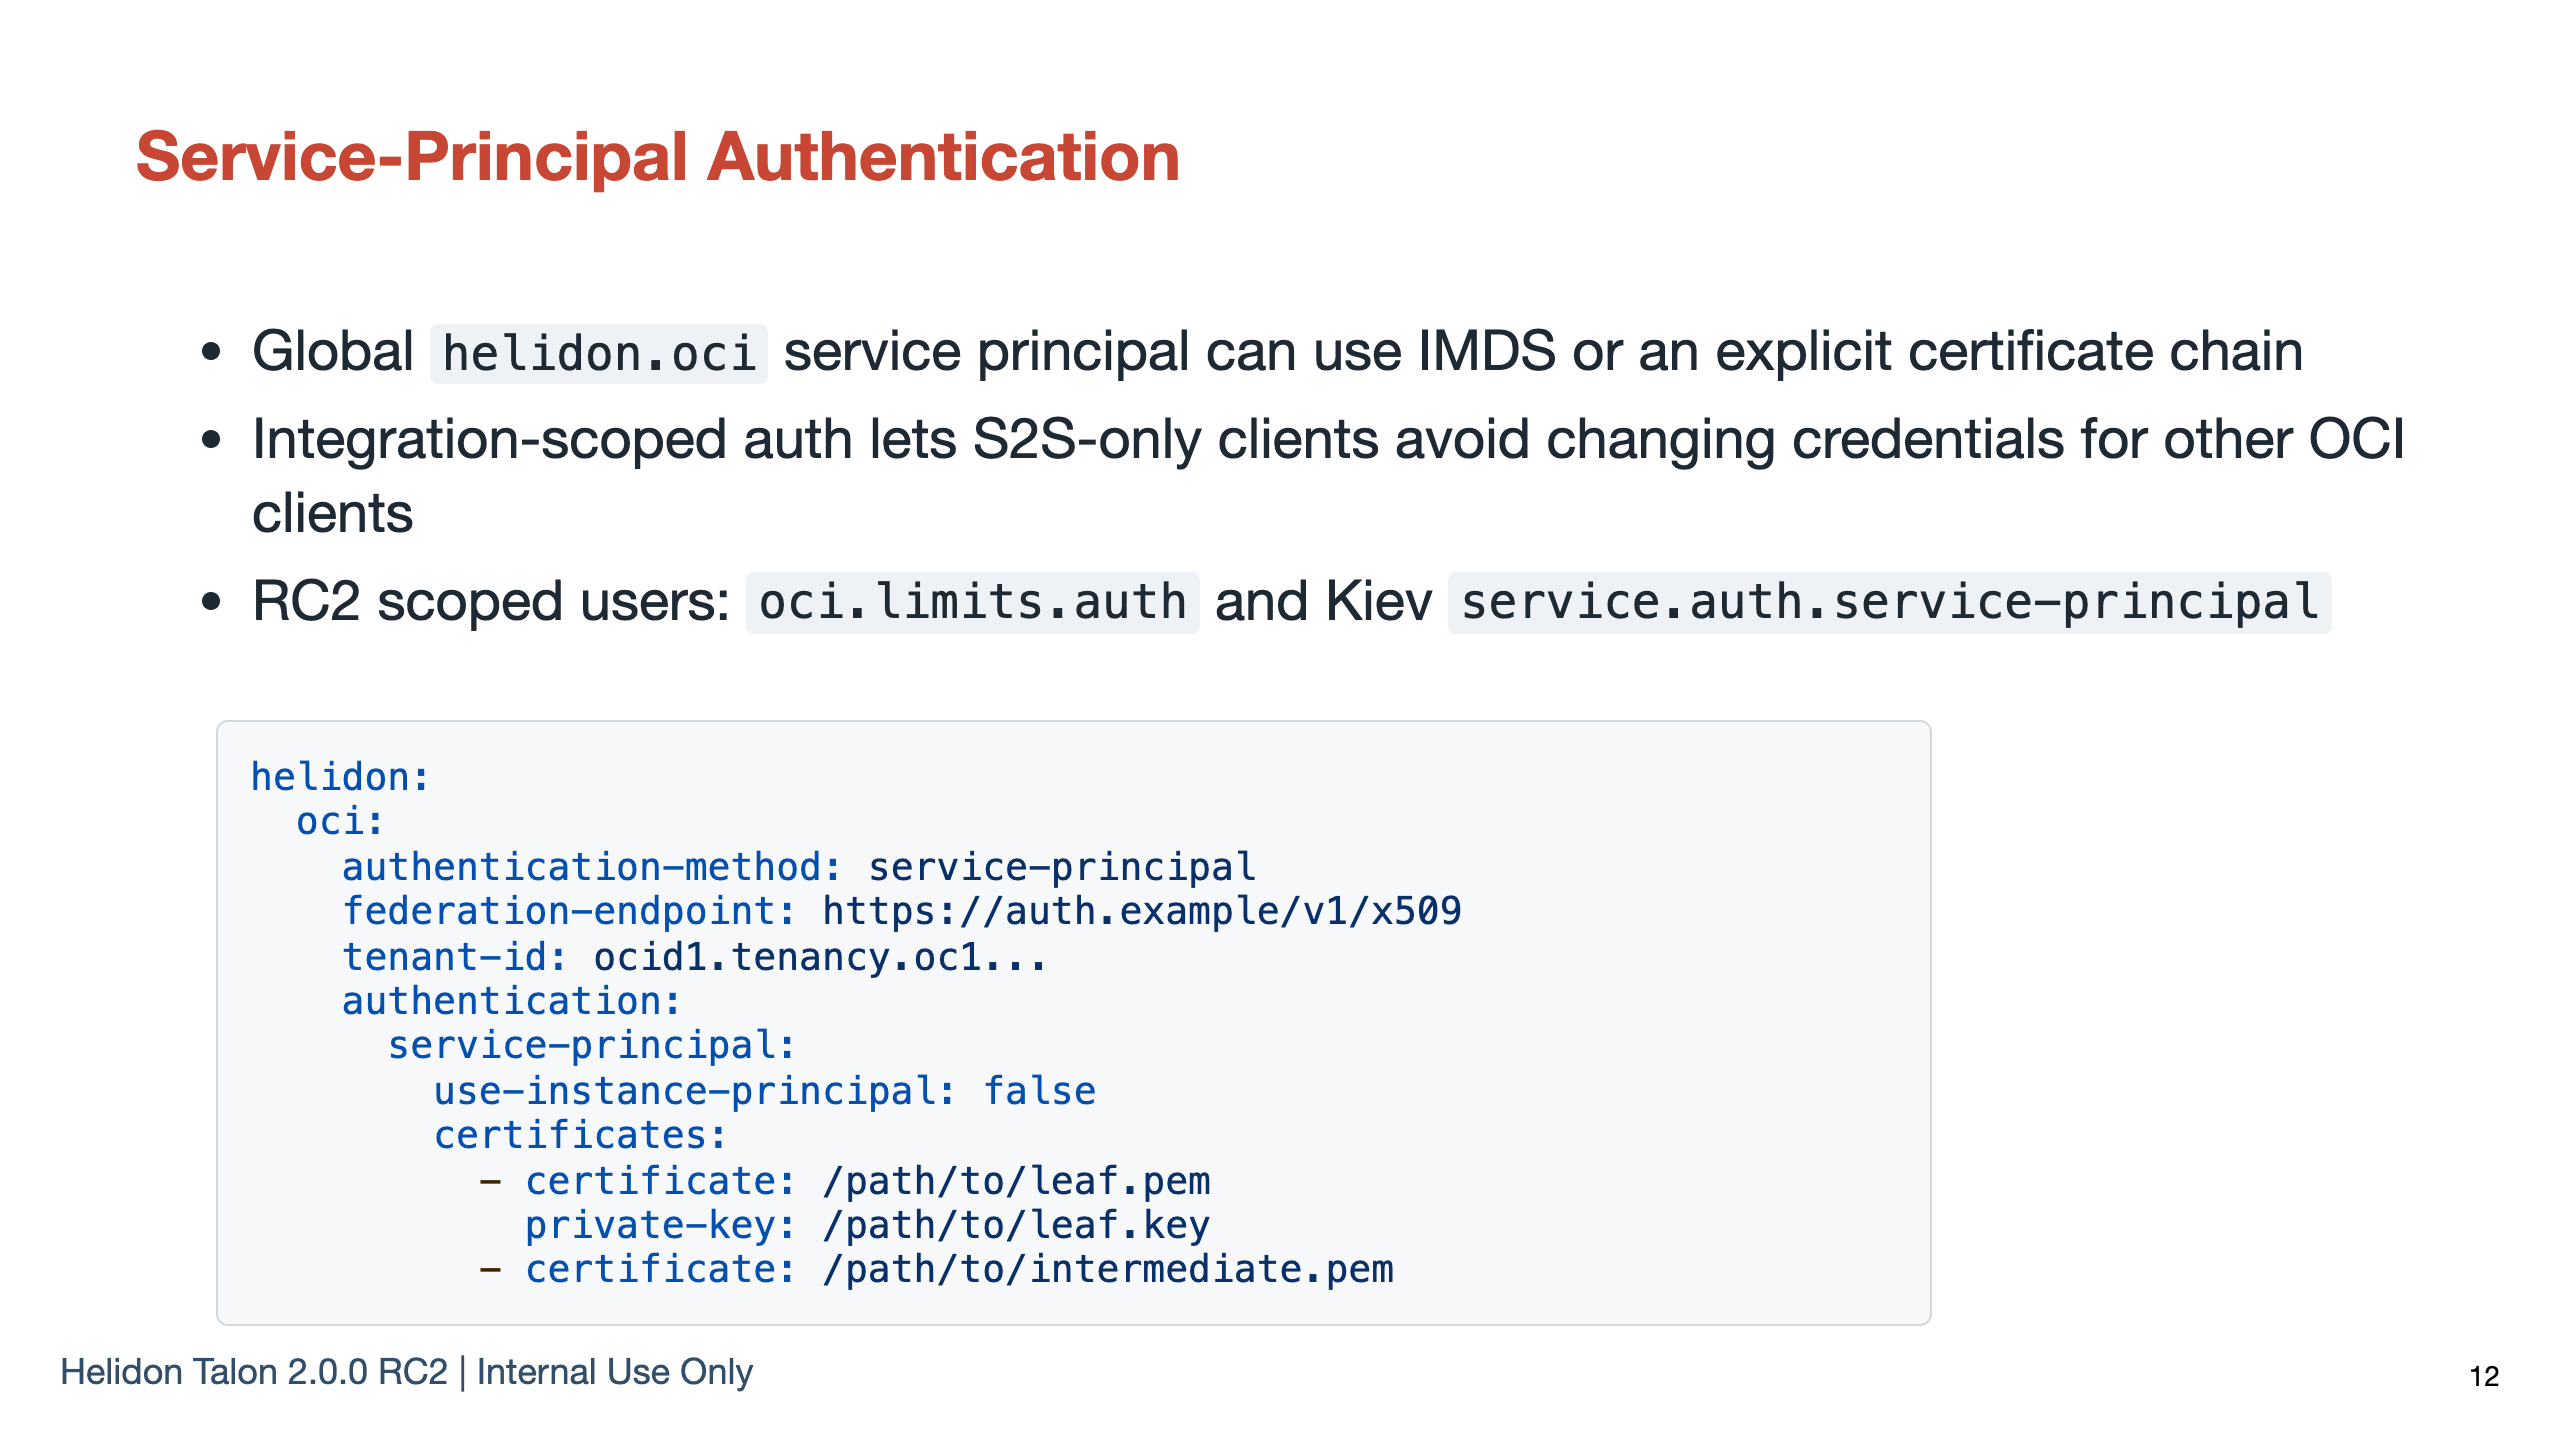 Service-Principal Authentication
• Global helidon.oci service principal can use IMDS or an explicit certificate chain
• Integration-scoped auth lets S2S-only clients avoid changing credentials for other OCI
clients
• RC2 scoped users: oci.limits.auth and Kiev service.auth.service-principal
helidon:
  oci:
    authentication-method: service-principal
    federation-endpoint: https://auth.example/v1/x509
    tenant-id: ocid1.tenancy.oc1...
    authentication:
      service-principal:
        use-instance-principal: false
        certificates:
          - certificate: /path/to/leaf.pem
            private-key: /path/to/leaf.key
          - certificate: /path/to/intermediate.pem
Helidon Talon 2.0.0 RC2 | Internal Use Only
12